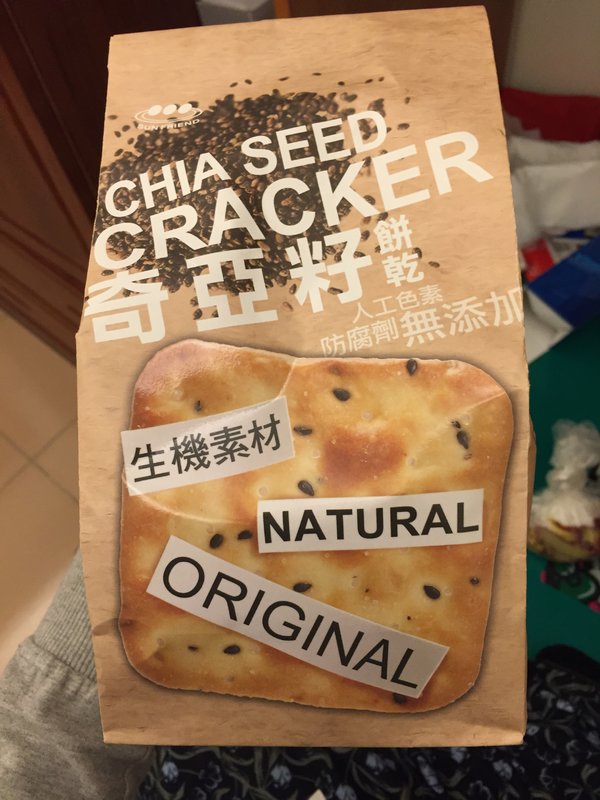 SUNFRIEND
CHIA SEED
CRACKER
奇亞籽餅乾
人工色素
防腐劑無添加
生機素材
NATURAL
ORIGINAL